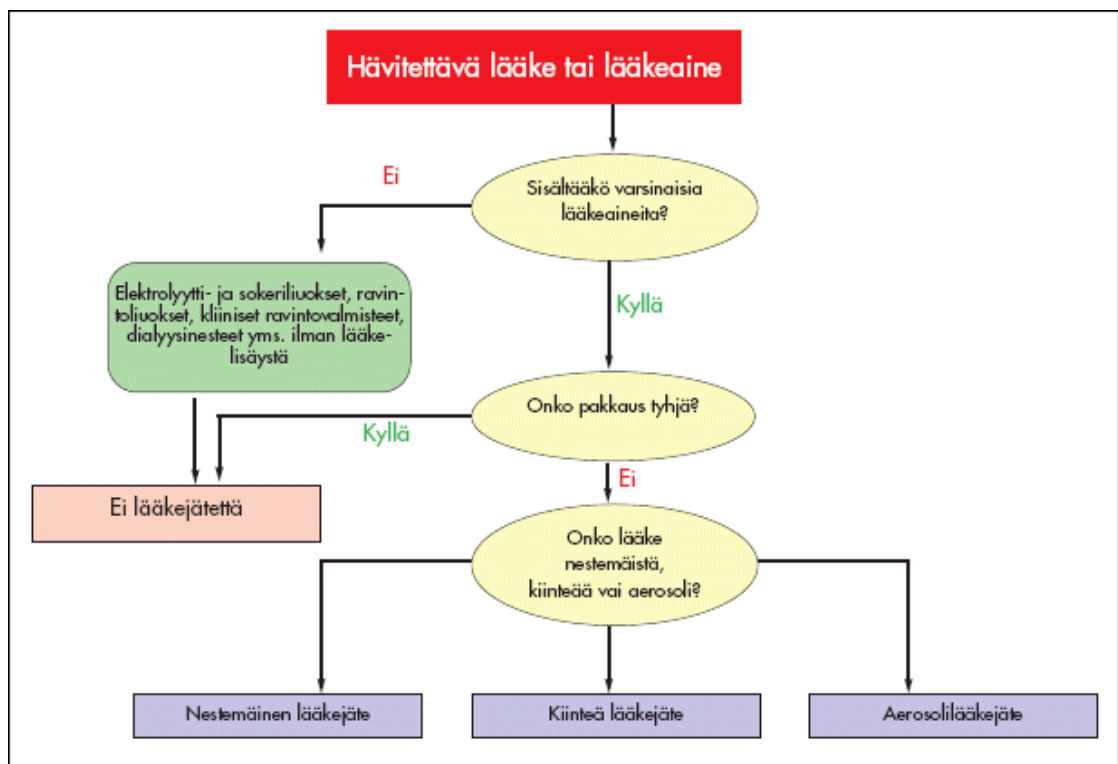 Hävitettävä lääke tai lääkeaine
Ei
Sisältääkö varsinaisia
lääkeaineita?
Elektrolyytti- ja sokeriliuokset, ravin-
toliuokset, kliiniset ravintovalmisteet,
dialyysinesteet yms. ilman lääke-
lisäystä
Kyllä
Onko pakkaus tyhjä?
Kyllä
Ei
Ei lääkejätettä
Onko lääke
nestemäistä,
kiinteää vai aerosoli?
Nestemäinen lääkejäte
Kiinteä lääkejäte
Aerosolilääkejäte